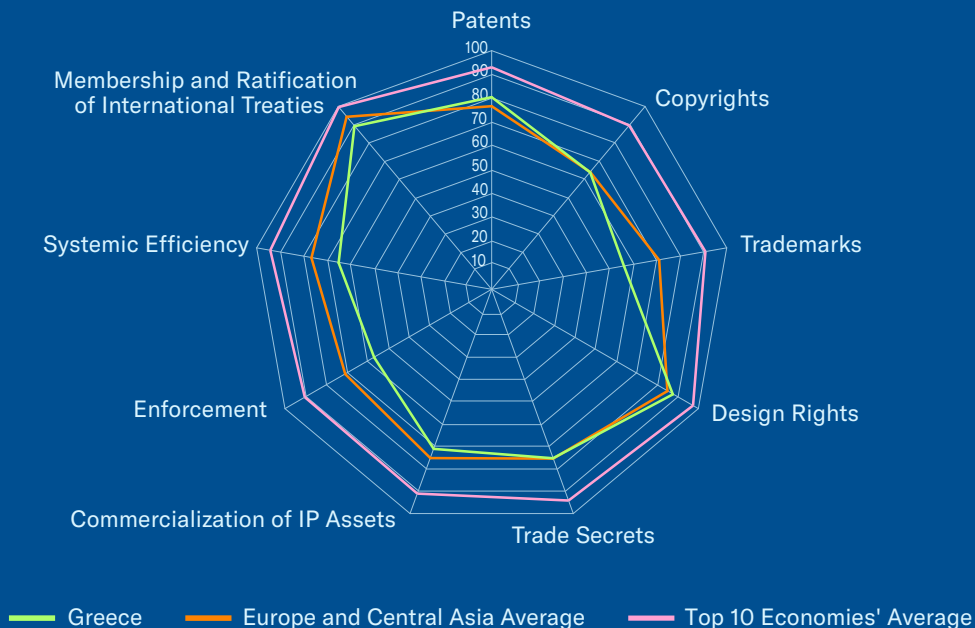 Patents
100
90
80
70
60
50
40
30
20
10
Membership and Ratification
of International Treaties
Copyrights
Systemic Efficiency
Trademarks
Enforcement
Design Rights
Commercialization of IP Assets
Trade Secrets
Greece
Europe and Central Asia Average
Top 10 Economies' Average